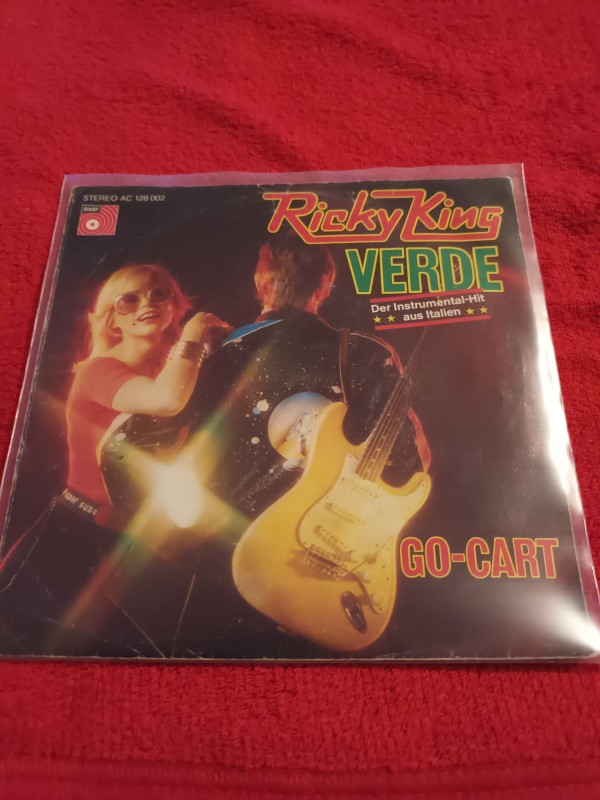 STEREO AC 128 002
BASF
Ricky King
VERDE
Der Instrumental-Hit
aus Italien
GO-CART